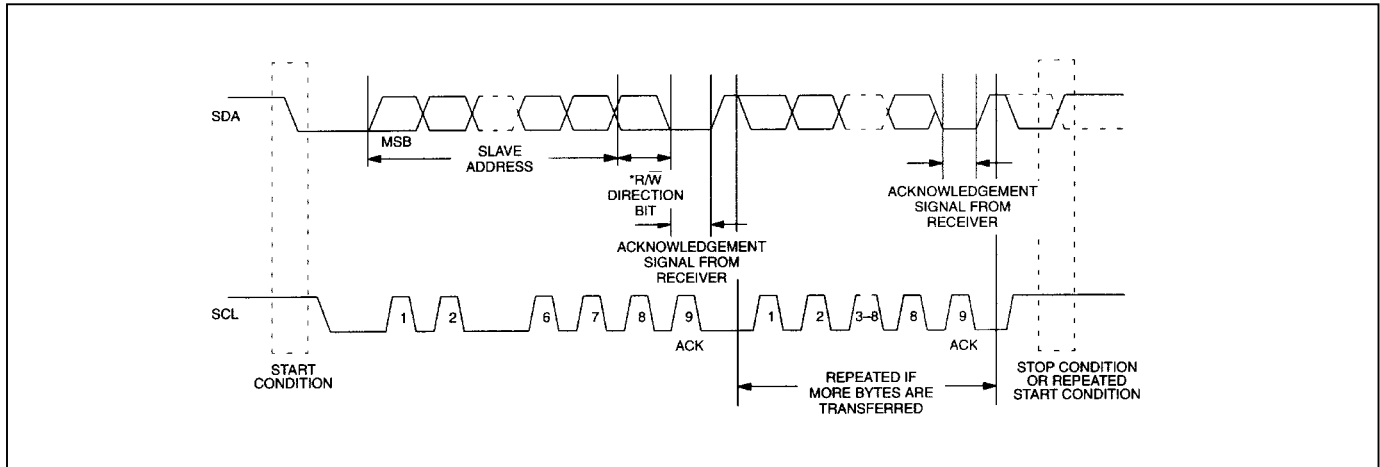 SDA
MSB
SLAVE
ADDRESS
*R/W̅
DIRECTION
BIT
ACKNOWLEDGEMENT
SIGNAL FROM
RECEIVER
ACKNOWLEDGEMENT
SIGNAL FROM
RECEIVER
SCL
1
2
6
7
8
9
1
2
3–8
8
9
ACK
ACK
START
CONDITION
REPEATED IF
MORE BYTES ARE
TRANSFERRED
STOP CONDITION
OR REPEATED
START CONDITION